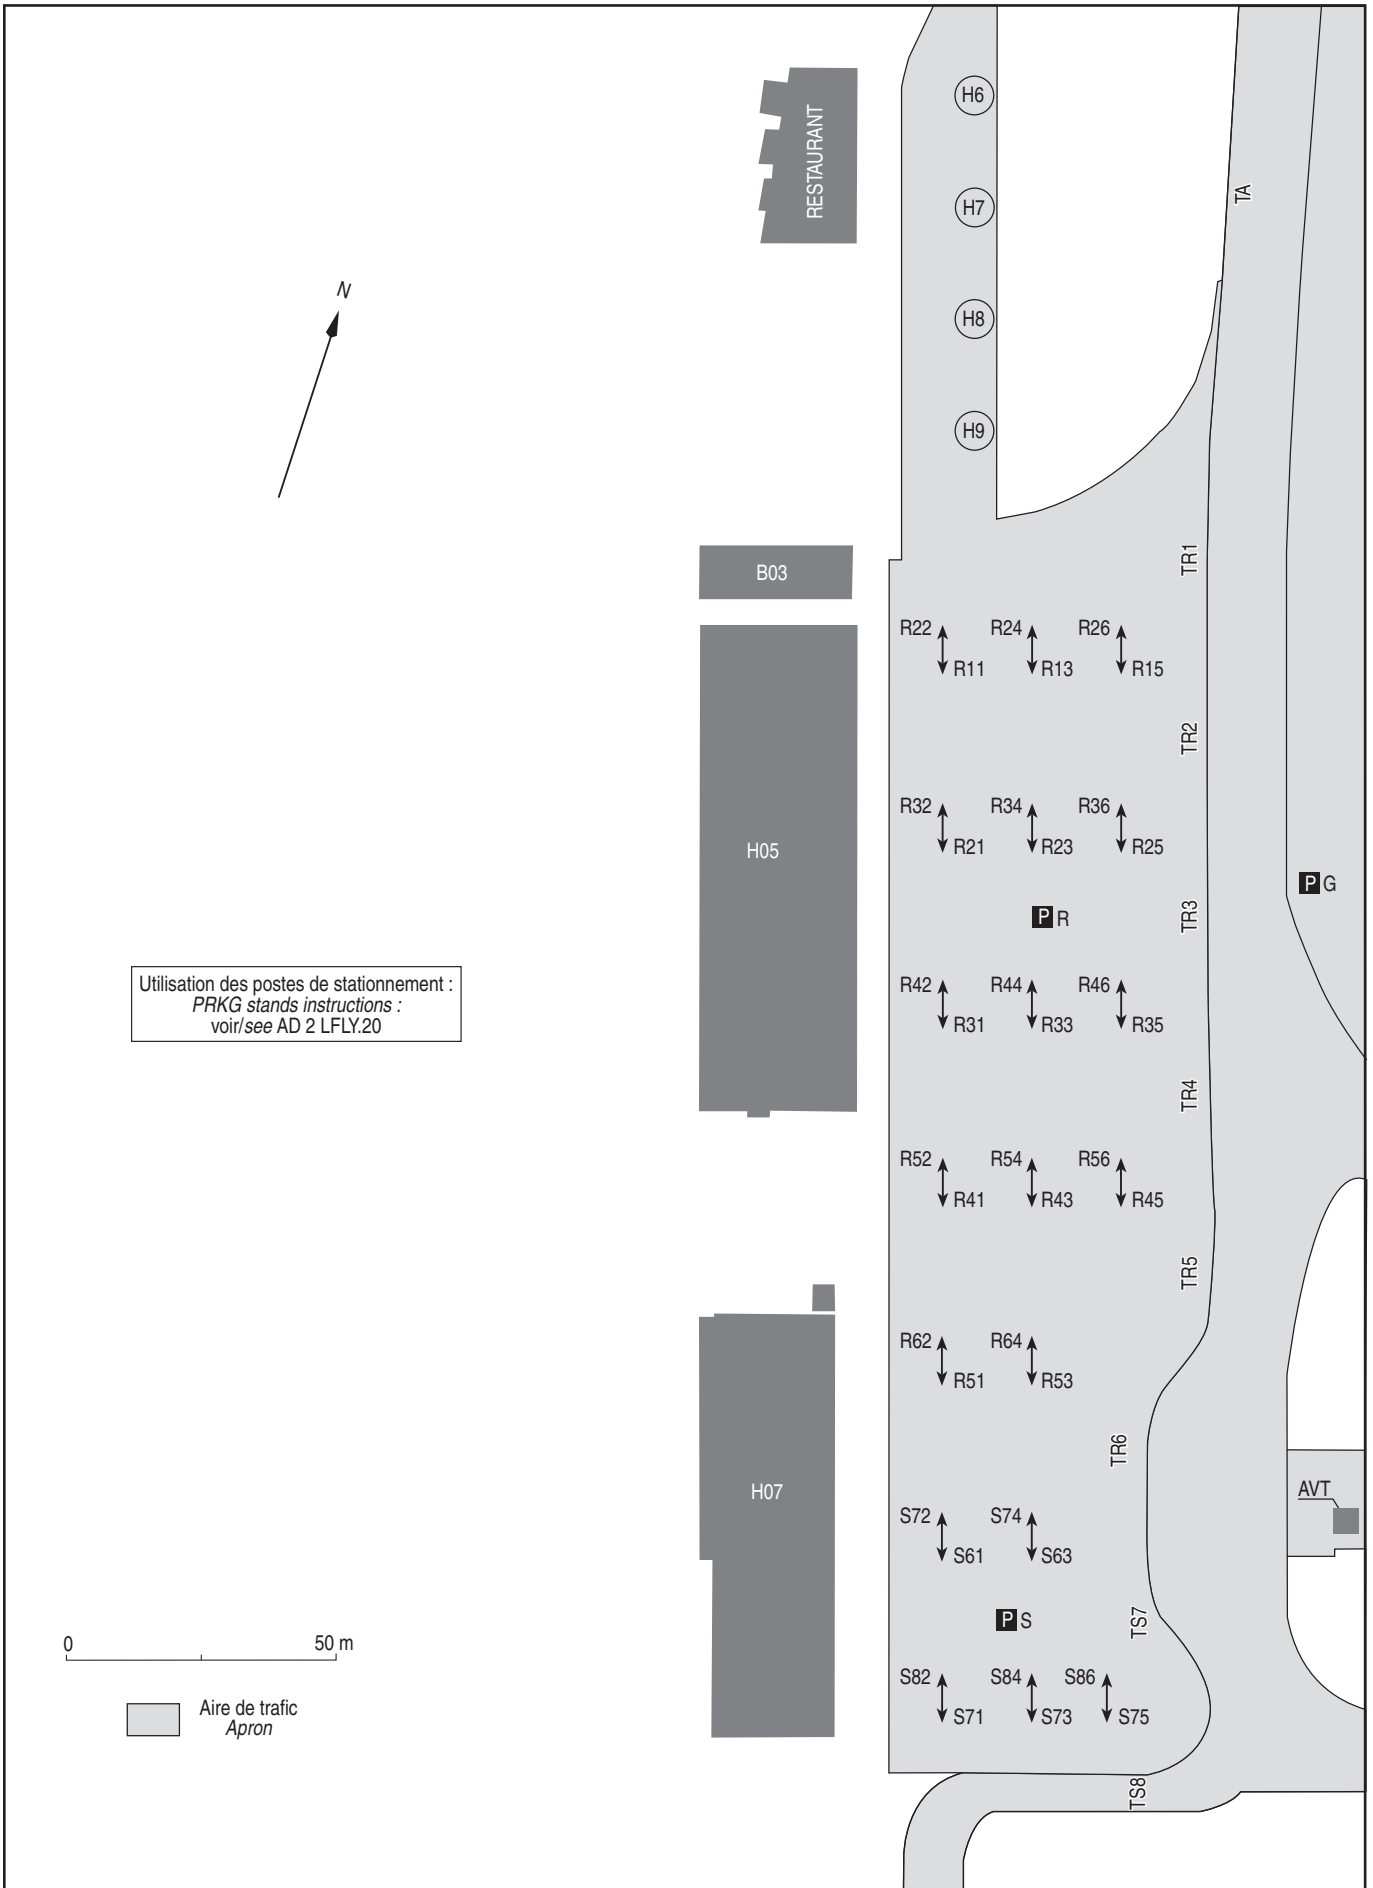 H6
RESTAURANT
TA
H7
N
H8
H9
TR1
B03
R22 R24 R26
R11 R13 R15
TR2
R32 R34 R36
H05
R21 R23 R25
P G
P R
TR3
Utilisation des postes de stationnement :
PRKG stands instructions :
voir/see AD 2 LFLY.20
R42 R44 R46
R31 R33 R35
TR4
R52 R54 R56
R41 R43 R45
TR5
R62 R64
R51 R53
TR6
H07
AVT
S72 S74
S61 S63
P S
TS7
0 50 m
S82 S84 S86
S71 S73 S75
Aire de trafic
Apron
TS8